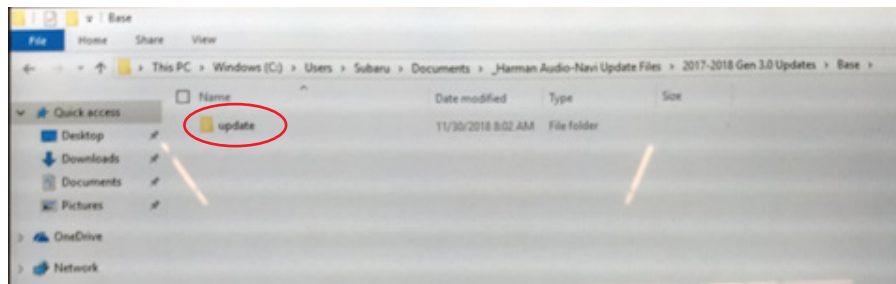 Base
File Home Share View
This PC > Windows (C:) > Users > Subaru > Documents > _Harman Audio-Navi Update Files > 2017-2018 Gen 3.0 Updates > Base >
Name Date modified Type Size
Quick access
update 11/30/2018 8:02 AM File folder
Desktop
Downloads
Documents
Pictures
OneDrive
Network